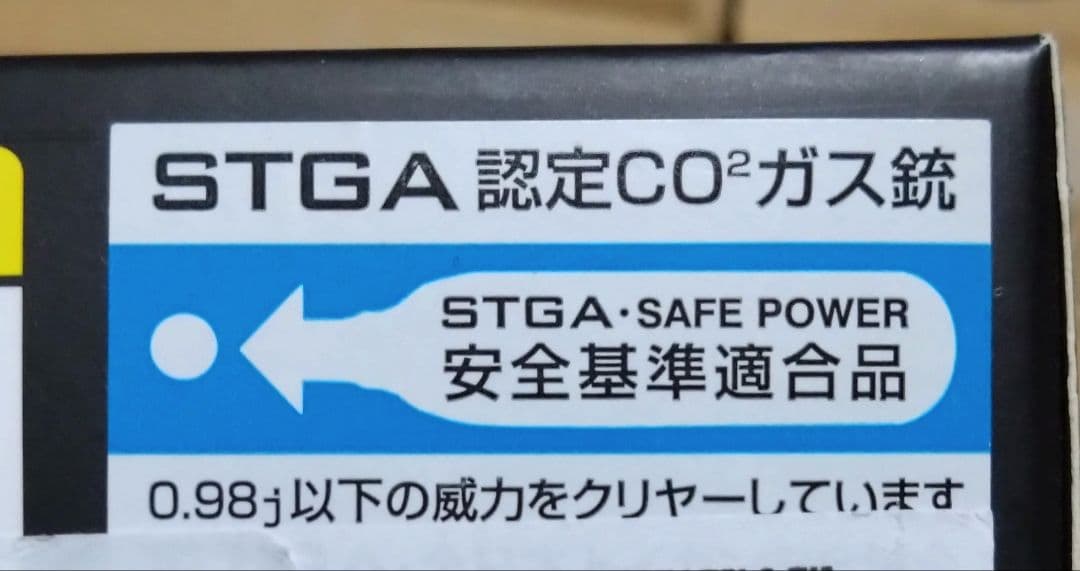 STGA 認定CO²ガス銃
STGA・SAFE POWER
安全基準適合品
0.98j以下の威力をクリヤーしています